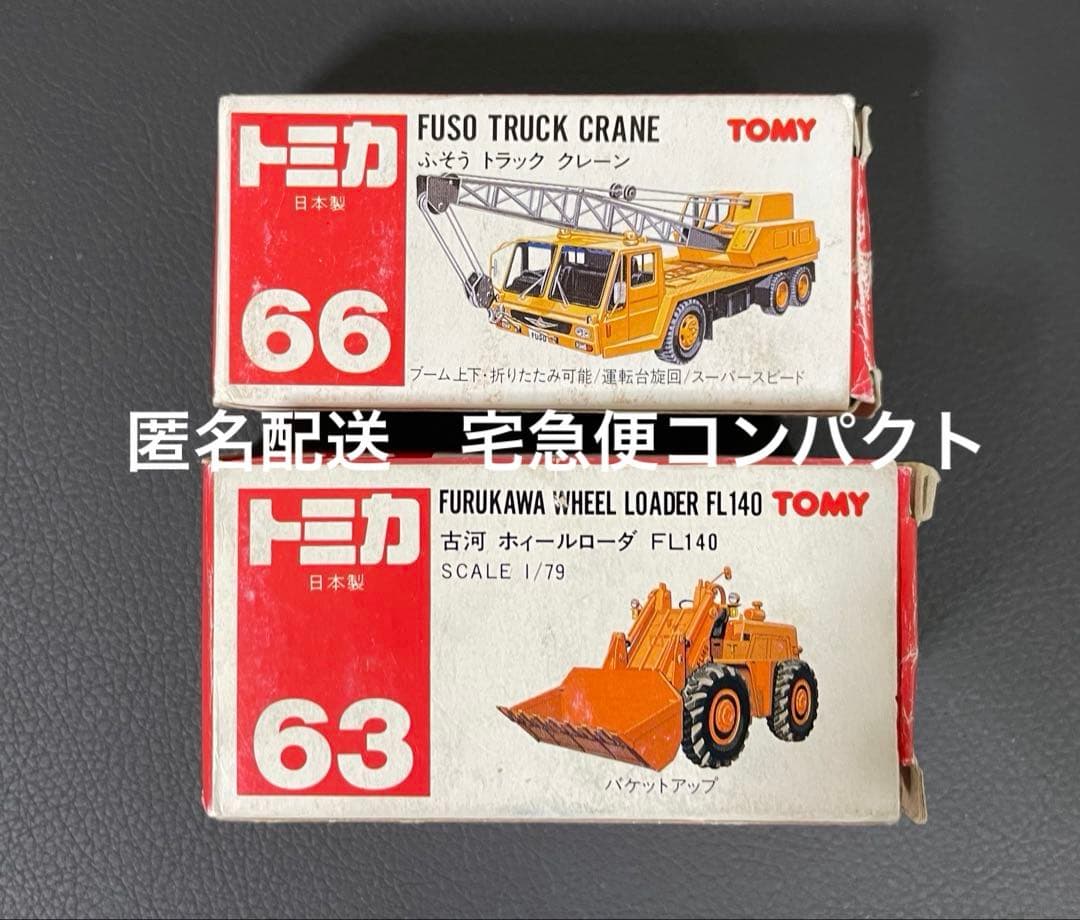 トミカ
日本製
66
FUSO TRUCK CRANE
TOMY
ふそう トラック クレーン
FUSO
ブーム上下・折りたたみ可能/運転台旋回/スーパースピード
匿名配送　宅急便コンパクト
トミカ
日本製
63
FURUKAWA WHEEL LOADER FL140
TOMY
古河 ホィールローダ FL140
SCALE 1/79
バケットアップ